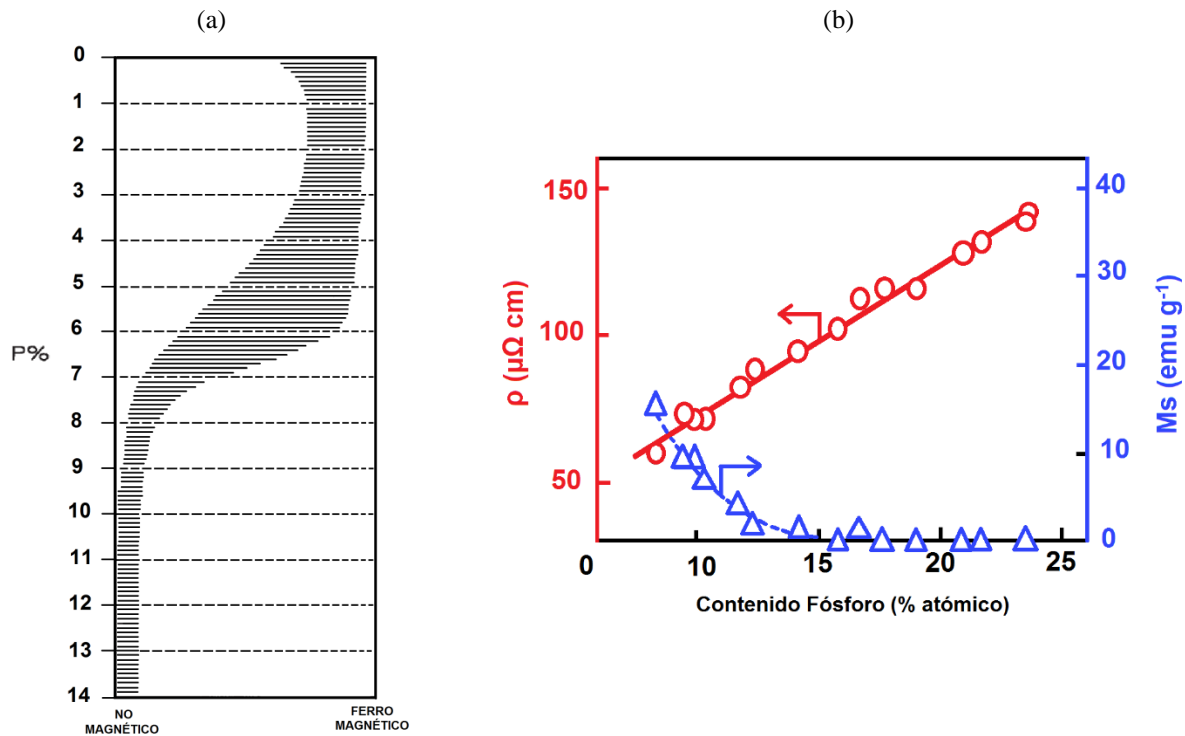 (a)
(b)
0
1
2
3
4
5
6
7
8
9
10
11
12
13
14
P%
NO
MAGNÉTICO
FERRO
MAGNÉTICO
150
100
50
ρ (µΩ cm)
40
30
20
10
0
Ms (emu g⁻¹)
0
10
15
20
25
Contenido Fósforo (% atómico)